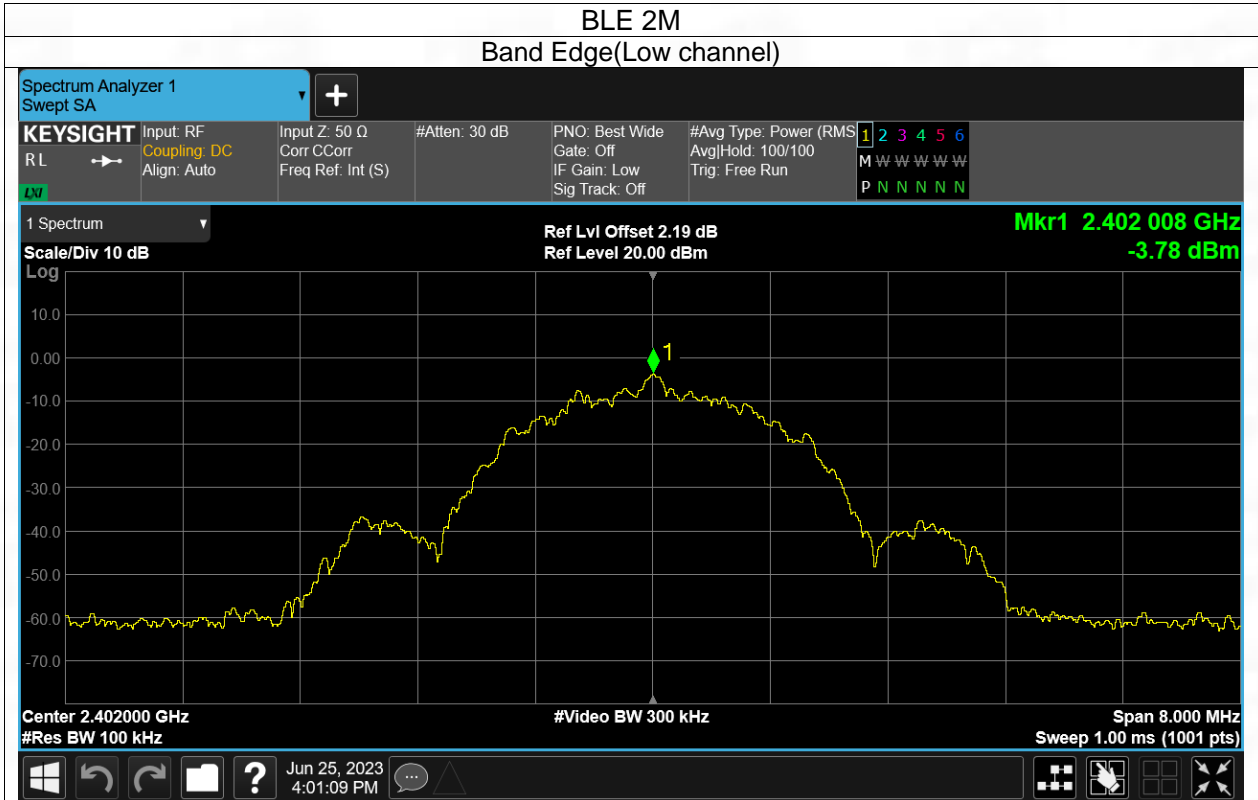 BLE 2M
Band Edge(Low channel)
Spectrum Analyzer 1
Swept SA
KEYSIGHT
RL
LXI
Input: RF
Coupling: DC
Align: Auto
Input Z: 50 Ω
Corr CCorr
Freq Ref: Int (S)
#Atten: 30 dB
PNO: Best Wide
Gate: Off
IF Gain: Low
Sig Track: Off
#Avg Type: Power (RMS
Avg|Hold: 100/100
Trig: Free Run
1 2 3 4 5 6
M W W W W W
P N N N N N
1 Spectrum
Scale/Div 10 dB
Ref Lvl Offset 2.19 dB
Ref Level 20.00 dBm
Mkr1 2.402 008 GHz
-3.78 dBm
Log
10.0
0.00
-10.0
-20.0
-30.0
-40.0
-50.0
-60.0
-70.0
1
Center 2.402000 GHz
#Res BW 100 kHz
#Video BW 300 kHz
Span 8.000 MHz
Sweep 1.00 ms (1001 pts)
?
Jun 25, 2023
4:01:09 PM